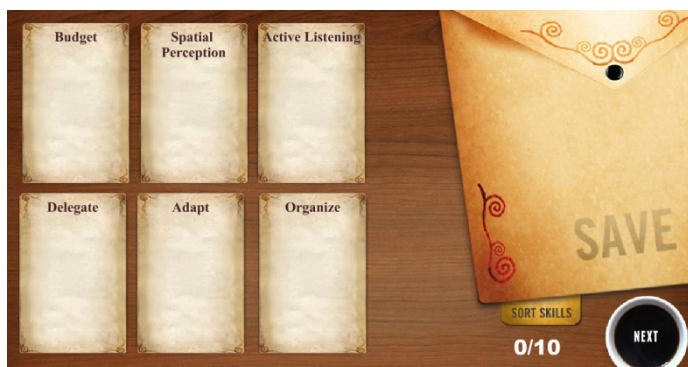 Budget
Spatial
Perception
Active Listening
Delegate
Adapt
Organize
SAVE
SORT SKILLS
0/10
NEXT